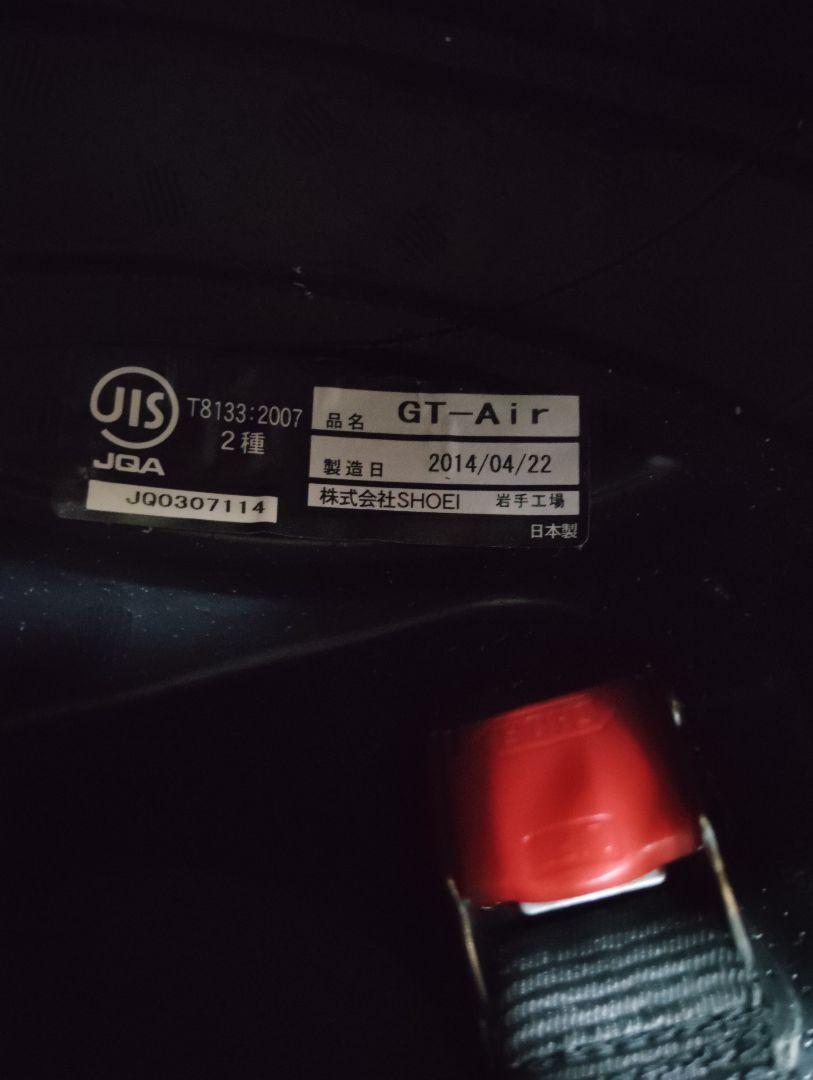 JIS
JQA
T8133:2007
2種
JQ0307114
品名 GT-Air
製造日 2014/04/22
株式会社SHOEI 岩手工場
日本製